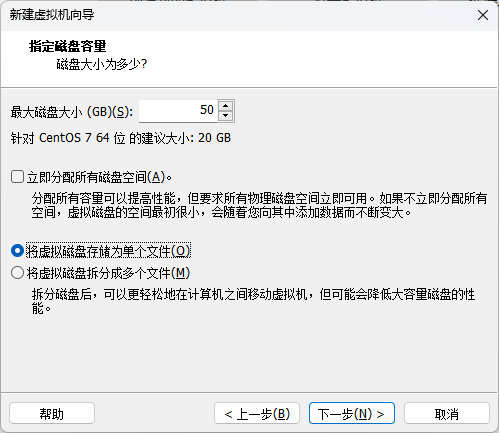 新建虚拟机向导
指定磁盘容量
磁盘大小为多少?
最大磁盘大小 (GB)(S): 50
针对 CentOS 7 64 位 的建议大小: 20 GB
立即分配所有磁盘空间(A)。
分配所有容量可以提高性能，但要求所有物理磁盘空间立即可用。如果不立即分配所有
空间，虚拟磁盘的空间最初很小，会随着您向其中添加数据而不断变大。
将虚拟磁盘存储为单个文件(O)
将虚拟磁盘拆分成多个文件(M)
拆分磁盘后，可以更轻松地在计算机之间移动虚拟机，但可能会降低大容量磁盘的性
能。
帮助 < 上一步(B) 下一步(N) > 取消